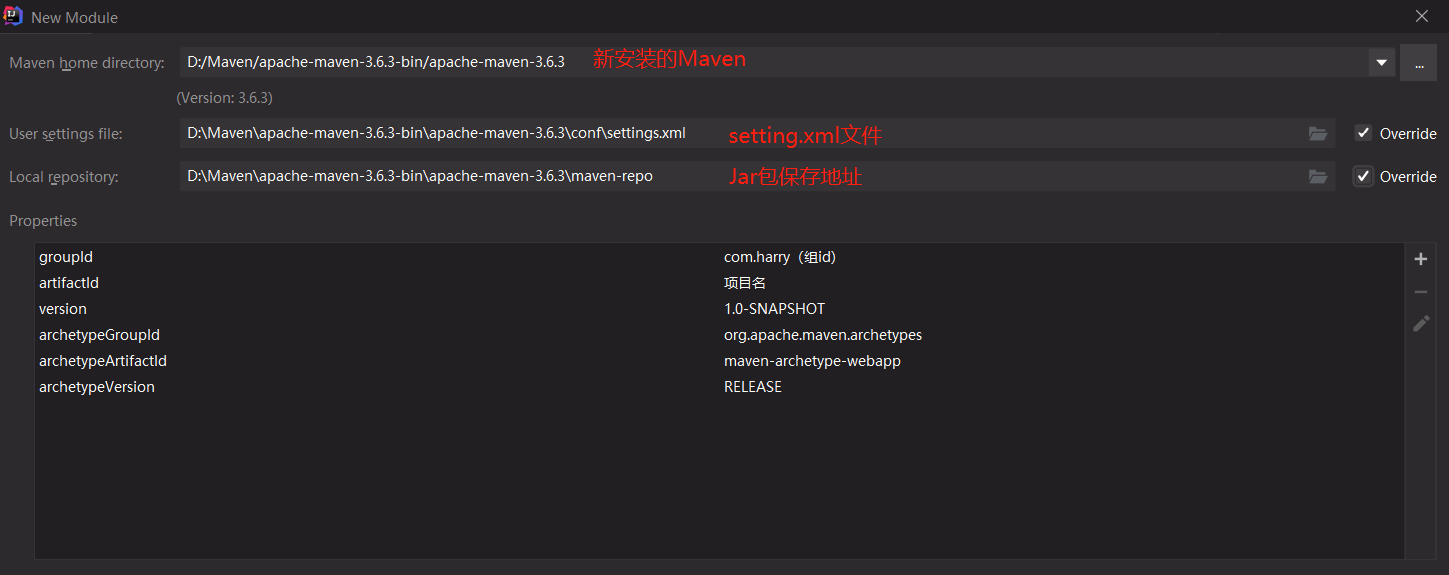 New Module
Maven home directory: D:/Maven/apache-maven-3.6.3-bin/apache-maven-3.6.3 新安装的Maven ...
(Version: 3.6.3)
User settings file: D:\Maven\apache-maven-3.6.3-bin\apache-maven-3.6.3\conf\settings.xml setting.xml文件 Override
Local repository: D:\Maven\apache-maven-3.6.3-bin\apache-maven-3.6.3\maven-repo Jar包保存地址 Override
Properties
groupId com.harry（组id）
artifactId 项目名
version 1.0-SNAPSHOT
archetypeGroupId org.apache.maven.archetypes
archetypeArtifactId maven-archetype-webapp
archetypeVersion RELEASE